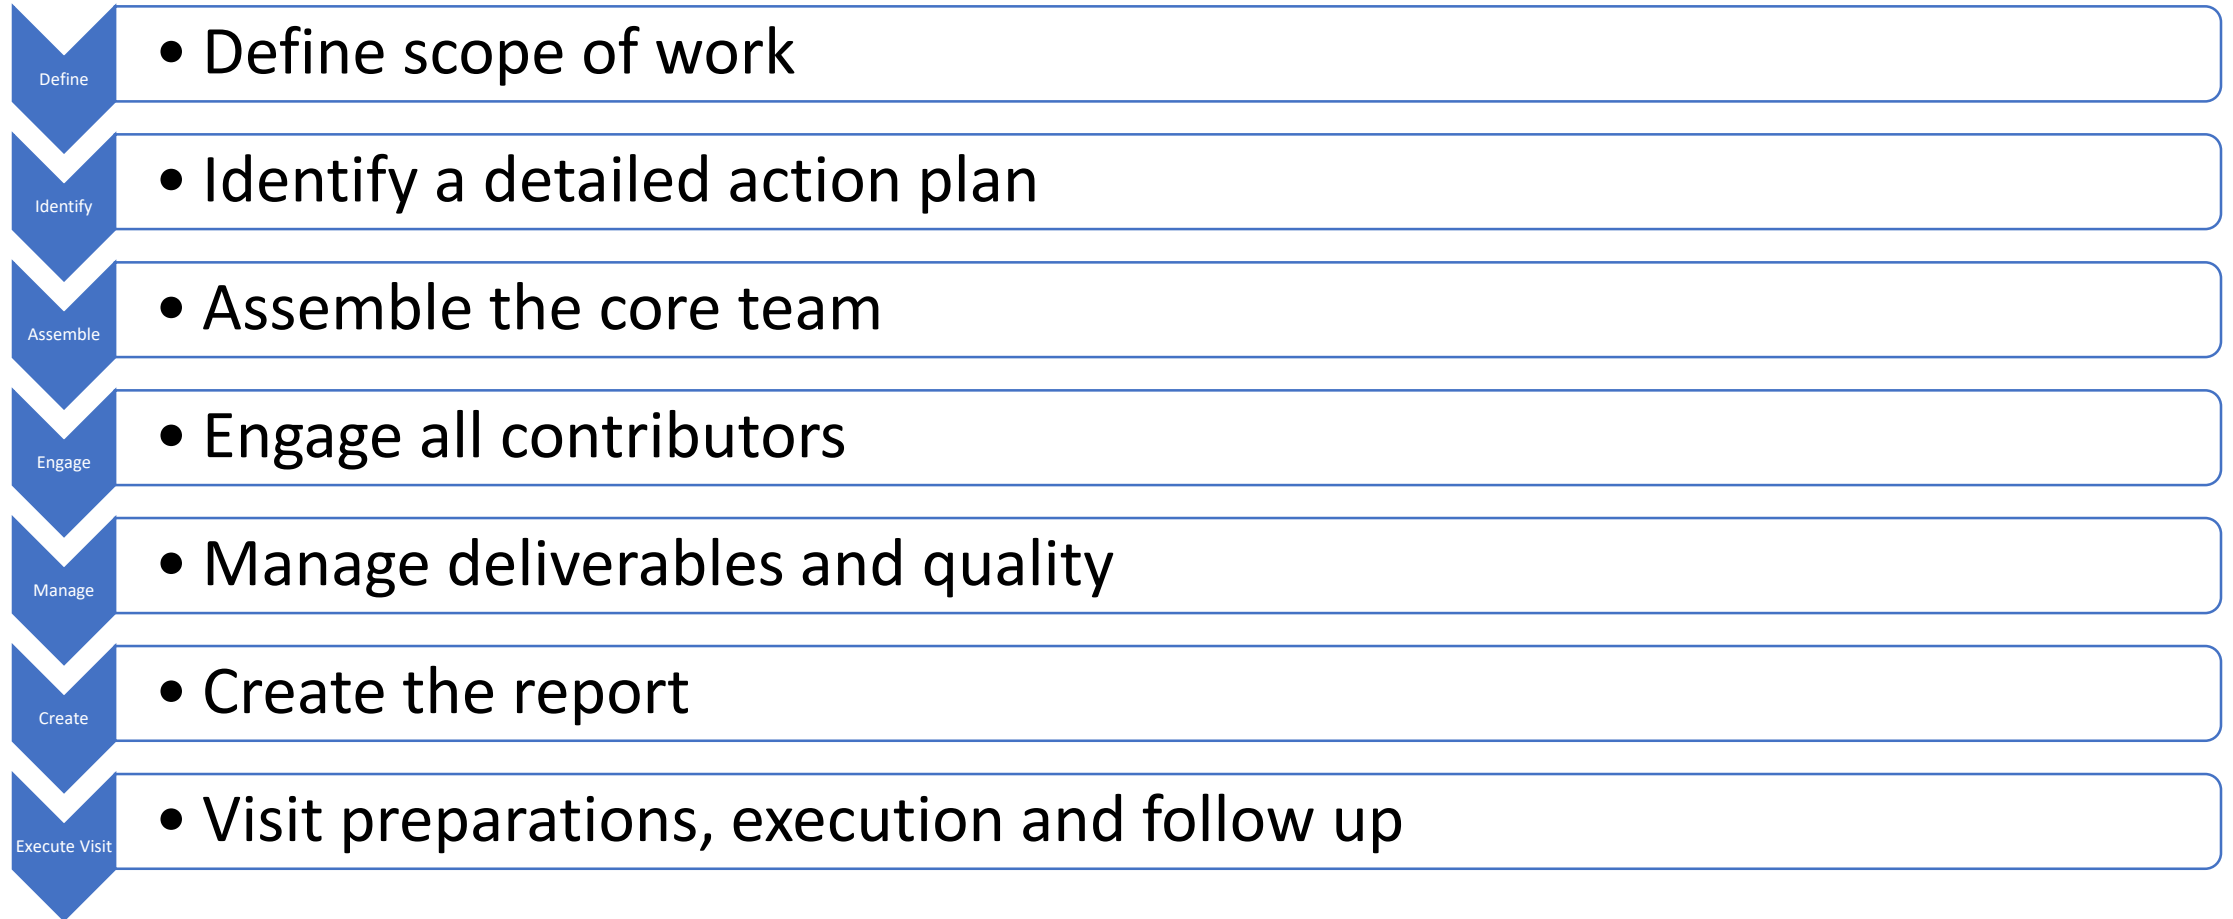 Define
• Define scope of work
Identify
• Identify a detailed action plan
Assemble
• Assemble the core team
Engage
• Engage all contributors
Manage
• Manage deliverables and quality
Create
• Create the report
Execute Visit
• Visit preparations, execution and follow up